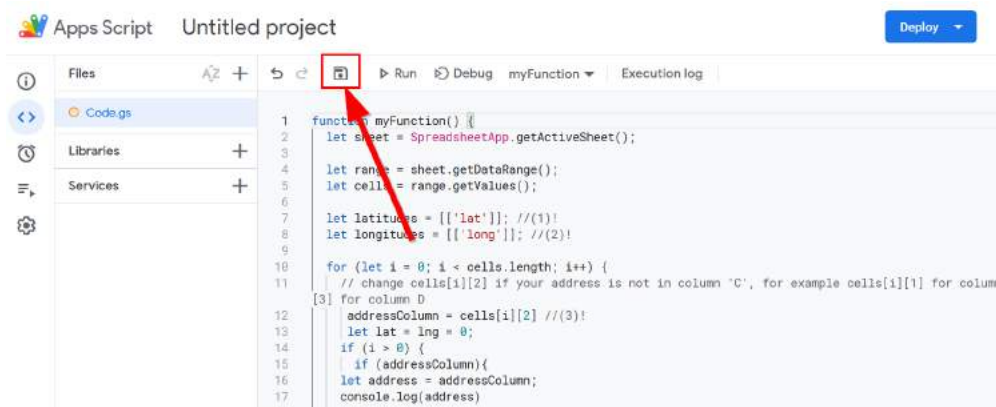 Apps Script Untitled project Deploy
Files AZ +
Run Debug myFunction Execution log
Code.gs
Libraries +
Services +
1 function myFunction() {
2 let sheet = SpreadsheetApp.getActiveSheet();
3
4 let range = sheet.getDataRange();
5 let cells = range.getValues();
6
7 let latitudes = [['lat']]; //(1)!
8 let longitudes = [['long']]; //(2)!
9
10 for (let i = 0; i < cells.length; i++) {
11 // change cells[i][2] if your address is not in column 'C', for example cells[i][1] for colum
[3] for column D
12 addressColumn = cells[i][2] //(3)!
13 let lat = lng = 0;
14 if (i > 0) {
15 if (addressColumn){
16 let address = addressColumn;
17 console.log(address)